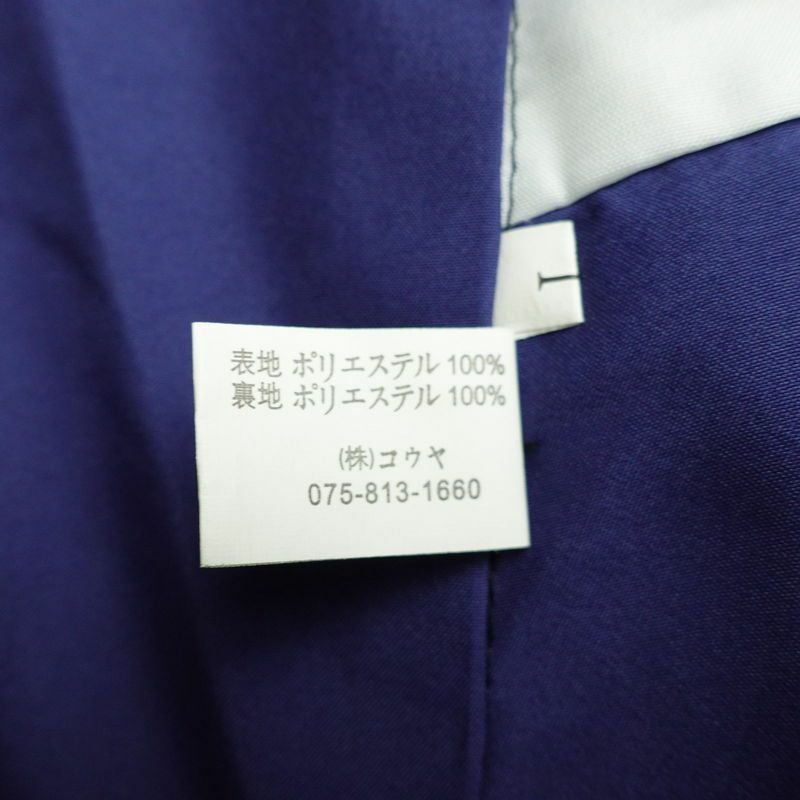 表地 ポリエステル 100%
裏地 ポリエステル 100%
(株)コウヤ
075-813-1660